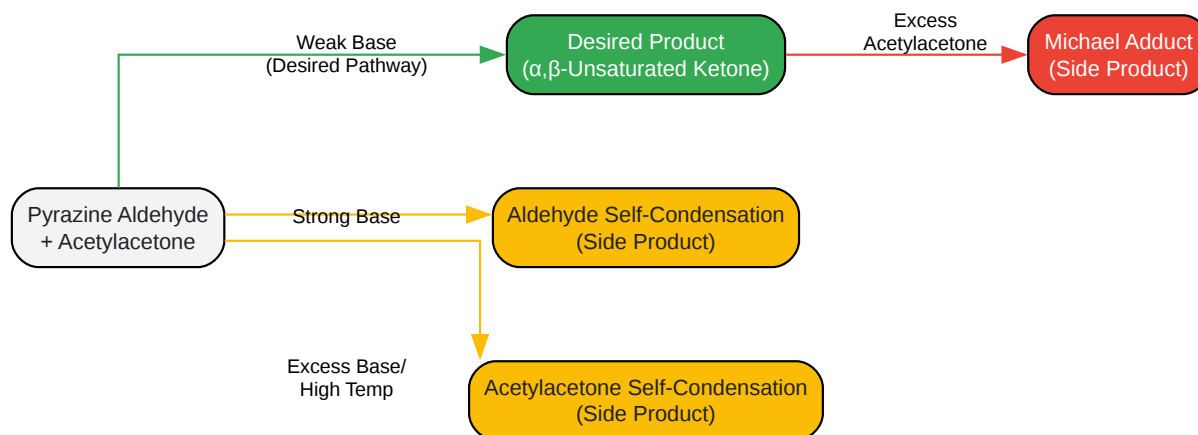 Weak Base
(Desired Pathway)
Desired Product
(α,β-Unsaturated Ketone)
Excess
Acetylacetone
Michael Adduct
(Side Product)
Pyrazine Aldehyde
+ Acetylacetone
Strong Base
Aldehyde Self-Condensation
(Side Product)
Excess Base/
High Temp
Acetylacetone Self-Condensation
(Side Product)